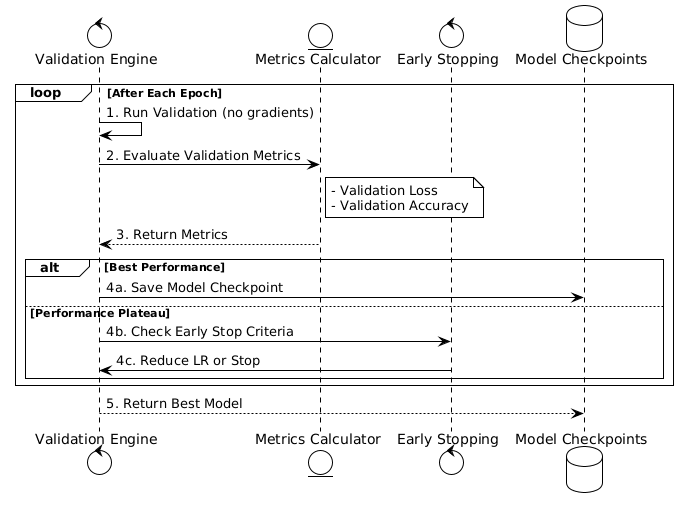 Validation Engine
Metrics Calculator
Early Stopping
Model Checkpoints
loop
[After Each Epoch]
1. Run Validation (no gradients)
2. Evaluate Validation Metrics
- Validation Loss
- Validation Accuracy
3. Return Metrics
alt
[Best Performance]
4a. Save Model Checkpoint
[Performance Plateau]
4b. Check Early Stop Criteria
4c. Reduce LR or Stop
5. Return Best Model
Validation Engine
Metrics Calculator
Early Stopping
Model Checkpoints